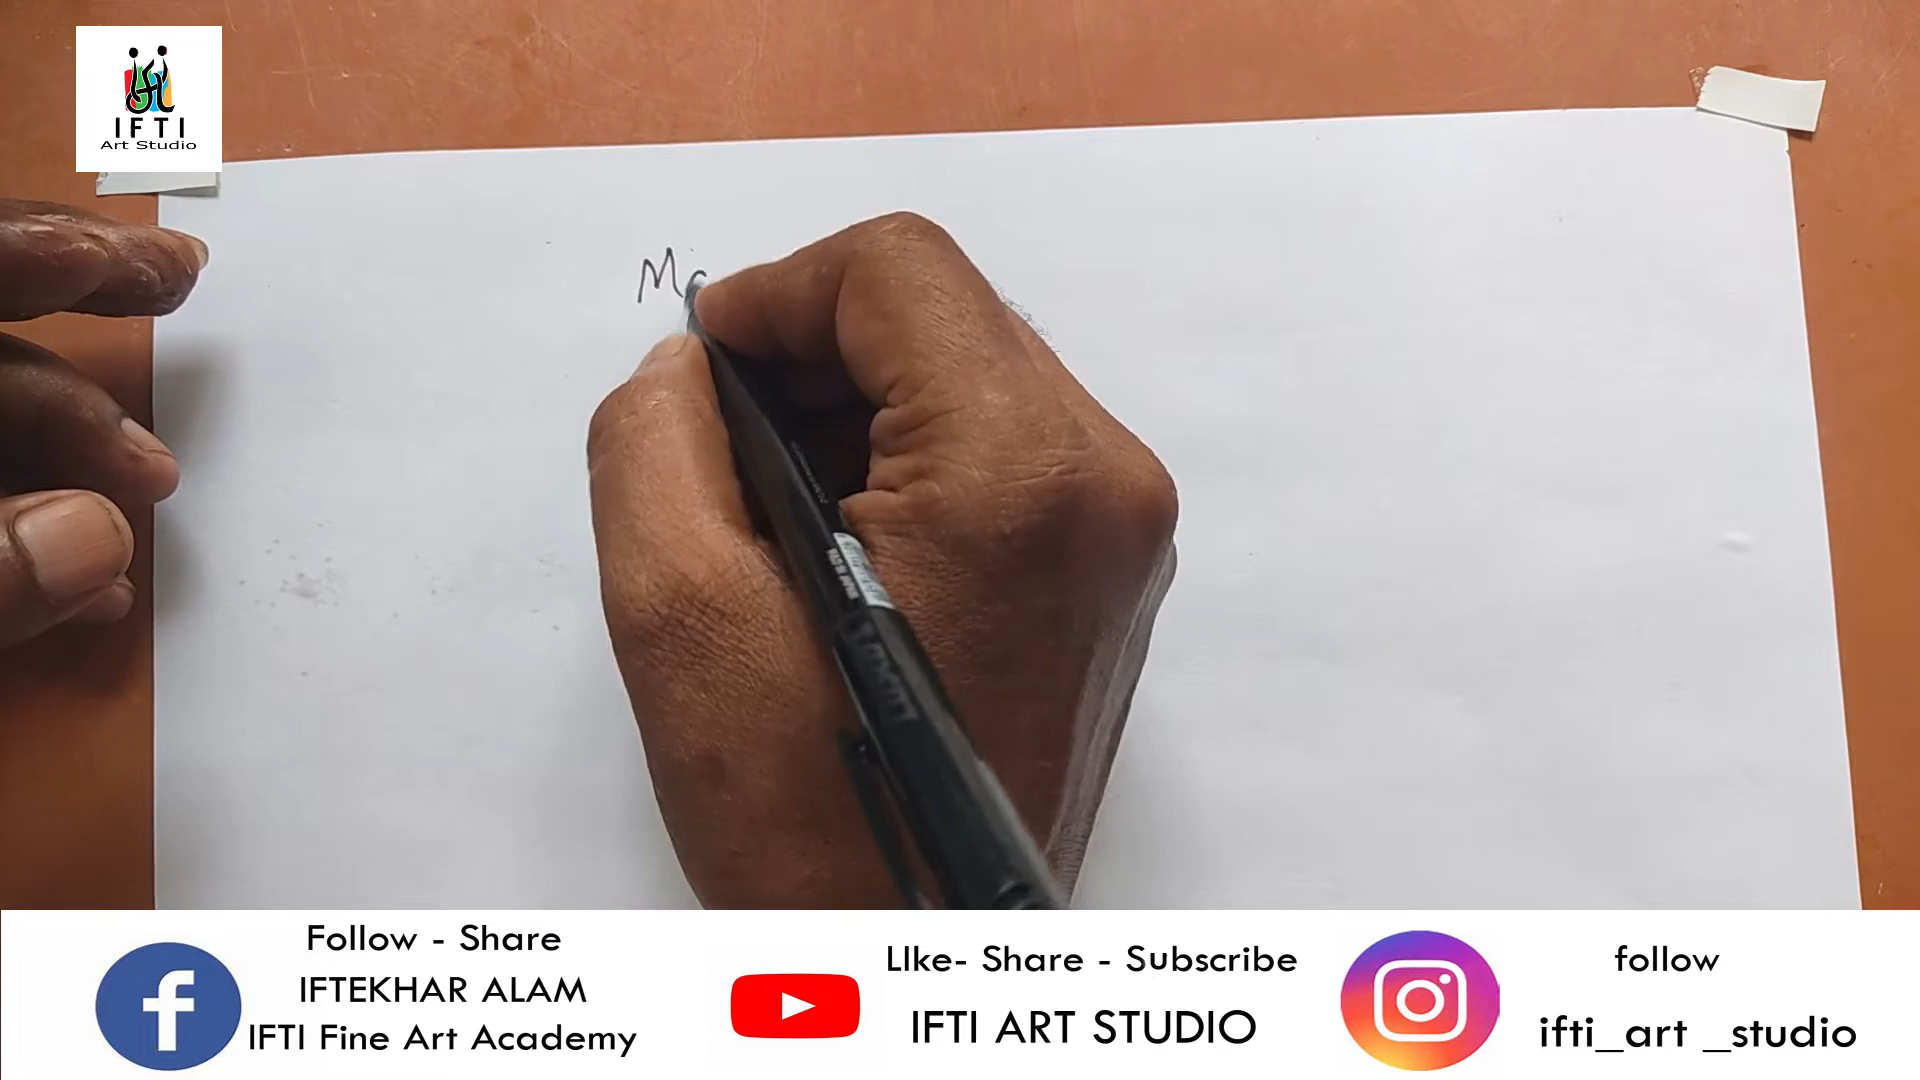 IFTI
Art Studio
M
Follow - Share
IFTEKHAR ALAM
IFTI Fine Art Academy
LIke- Share - Subscribe
IFTI ART STUDIO
follow
ifti_art _studio